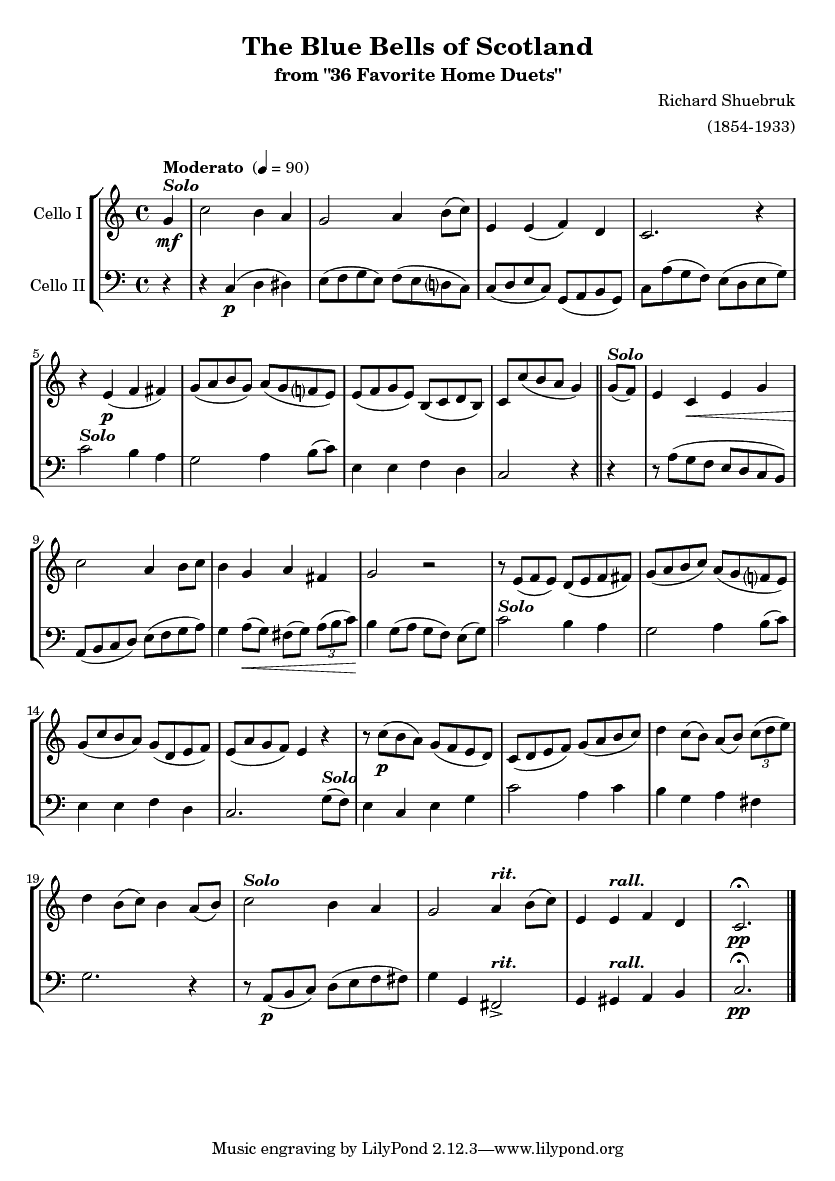 The Blue Bells of Scotland
from "36 Favorite Home Duets"
Richard Shuebruk
(1854-1933)
Moderato (♩ = 90)
Solo
Cello I
mf
Cello II
p
5
p
Solo
Solo
9
3
Solo
14
p
3
Solo
19
Solo
rit.
rall.
pp
p
rit.
rall.
pp
Music engraving by LilyPond 2.12.3—www.lilypond.org